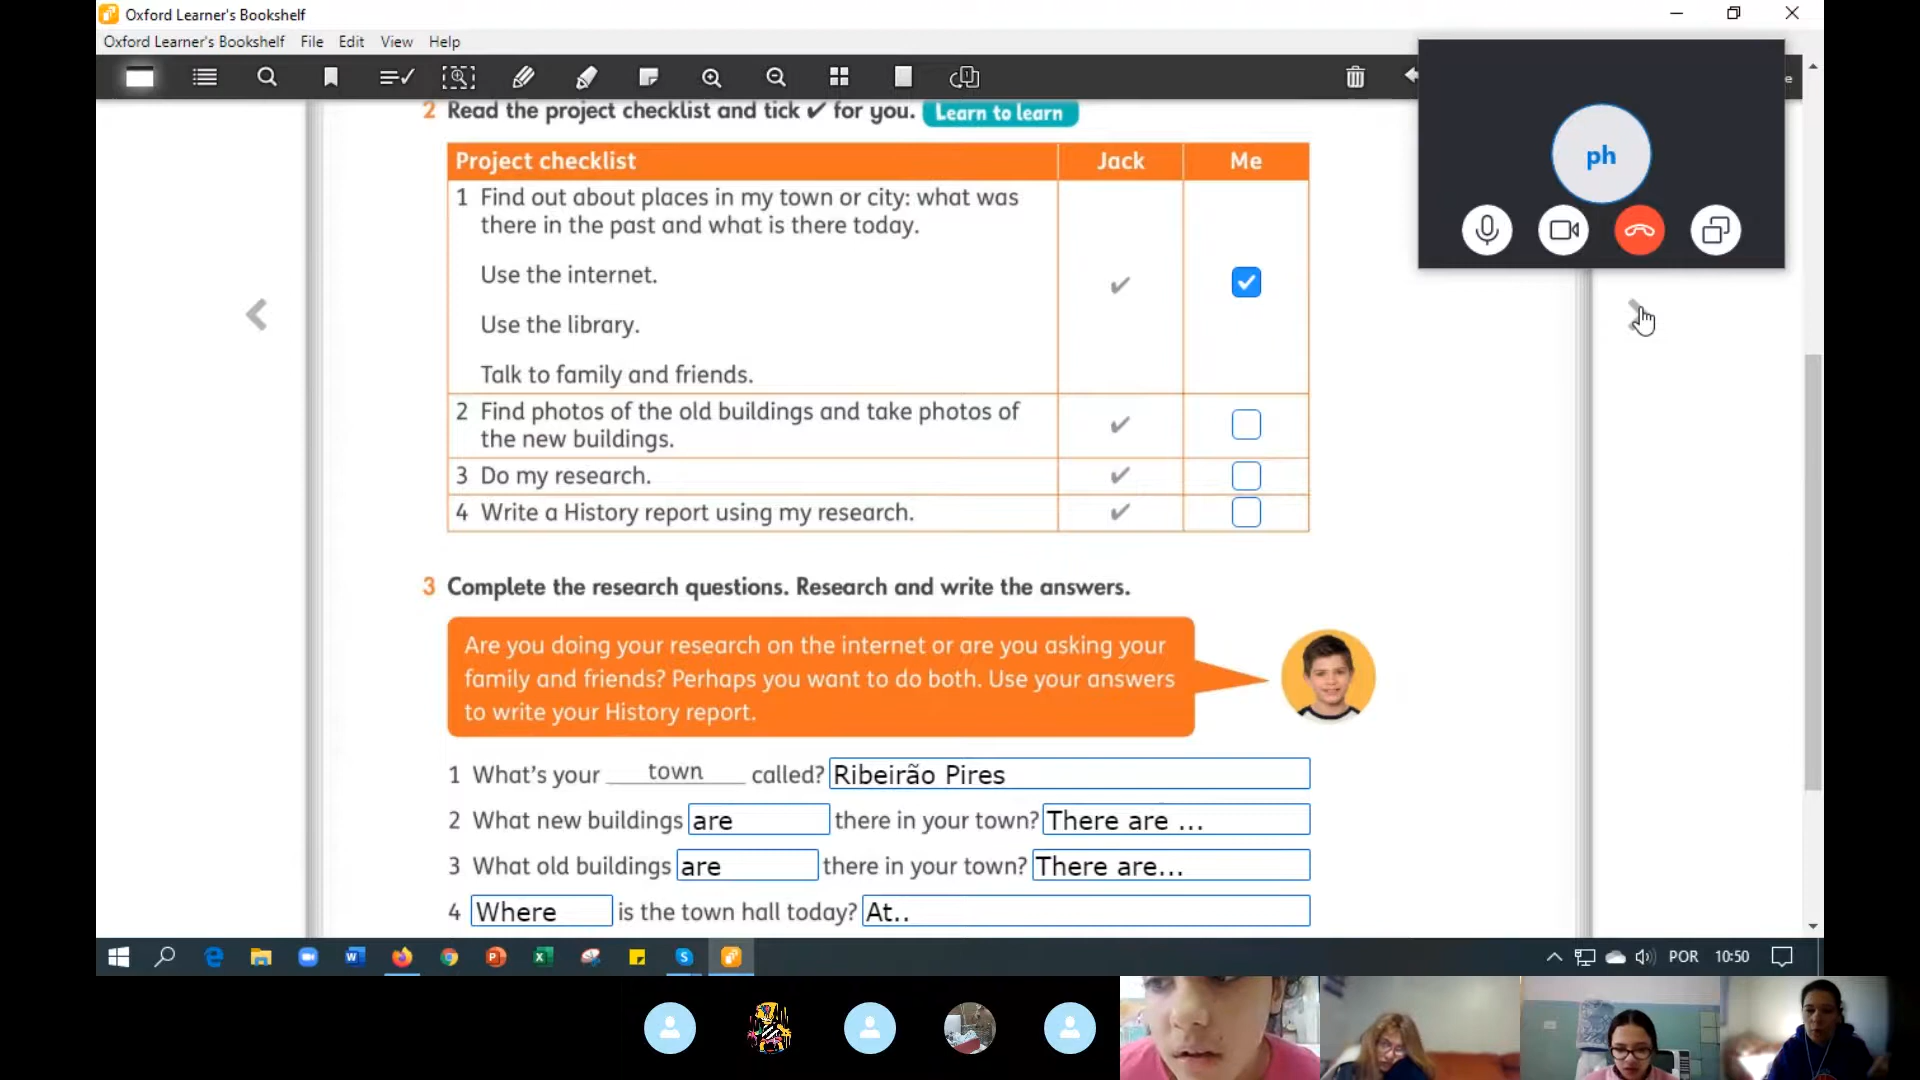 Oxford Learner's Bookshelf
Oxford Learner's Bookshelf File Edit View Help
2 Read the project checklist and tick ✔ for you. Learn to learn
Project checklist Jack Me
1 Find out about places in my town or city: what was
there in the past and what is there today.
Use the internet.
Use the library.
Talk to family and friends.
✔
2 Find photos of the old buildings and take photos of
the new buildings.
✔
3 Do my research. ✔
4 Write a History report using my research. ✔
3 Complete the research questions. Research and write the answers.
Are you doing your research on the internet or are you asking your
family and friends? Perhaps you want to do both. Use your answers
to write your History report.
1 What's your town called? Ribeirão Pires
2 What new buildings are there in your town? There are ...
3 What old buildings are there in your town? There are...
4 Where is the town hall today? At..
ph
e
POR 10:50